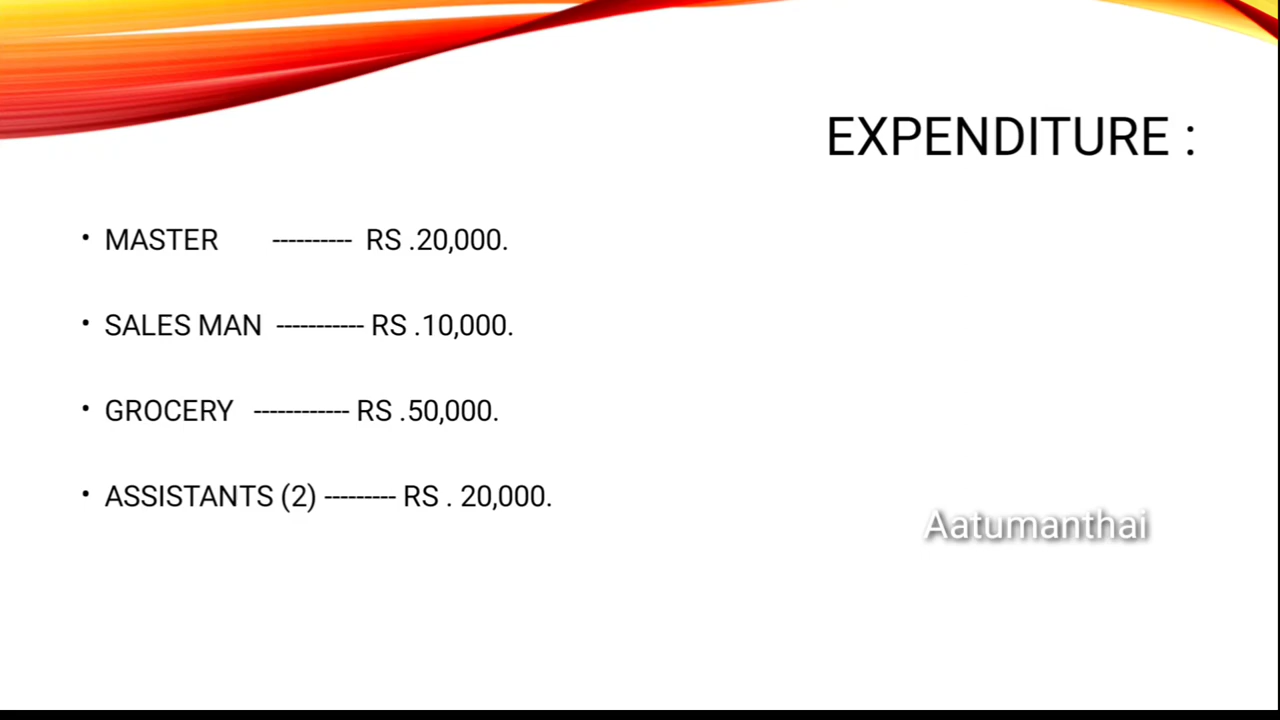 EXPENDITURE :
• MASTER ---------- RS .20,000.
• SALES MAN ----------- RS .10,000.
• GROCERY ------------ RS .50,000.
• ASSISTANTS (2) --------- RS . 20,000.
Aatumanthai